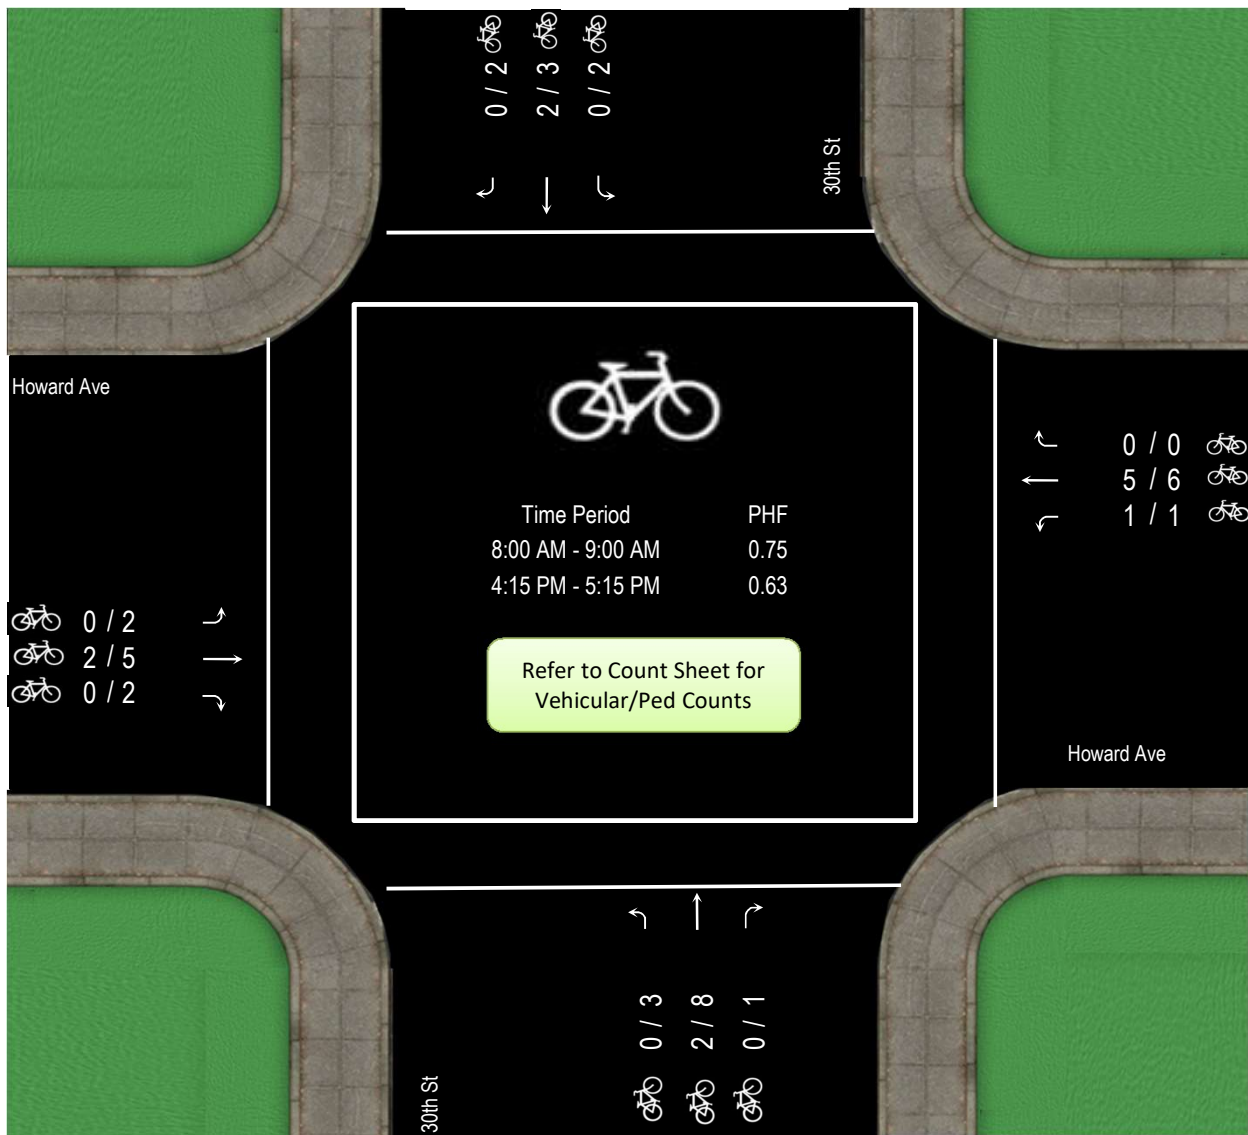 0 / 2
2 / 3
0 / 2
30th St
Howard Ave
0 / 0
5 / 6
1 / 1
Time Period PHF
8:00 AM - 9:00 AM 0.75
4:15 PM - 5:15 PM 0.63
0 / 2
2 / 5
0 / 2
Refer to Count Sheet for
Vehicular/Ped Counts
Howard Ave
0 / 3
2 / 8
0 / 1
30th St